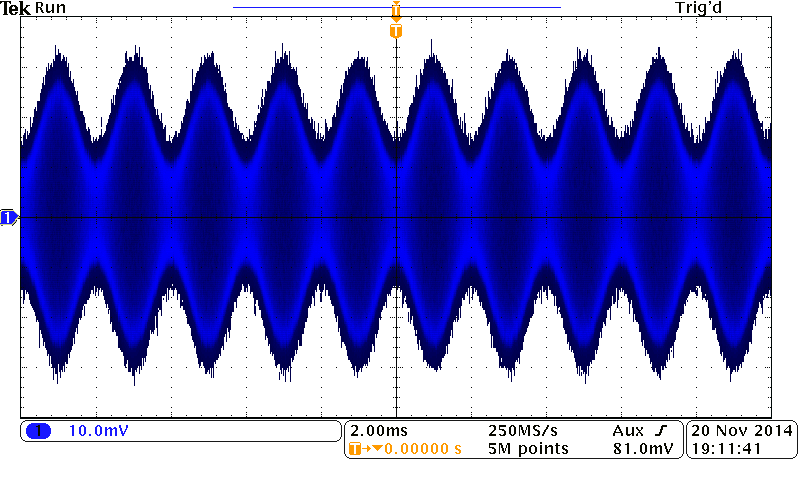 Tek Run Trig'd
T
T
1
1 10.0mV
2.00ms 250MS/s Aux ʃ 20 Nov 2014
T→▼0.00000 s 5M points 81.0mV 19:11:41